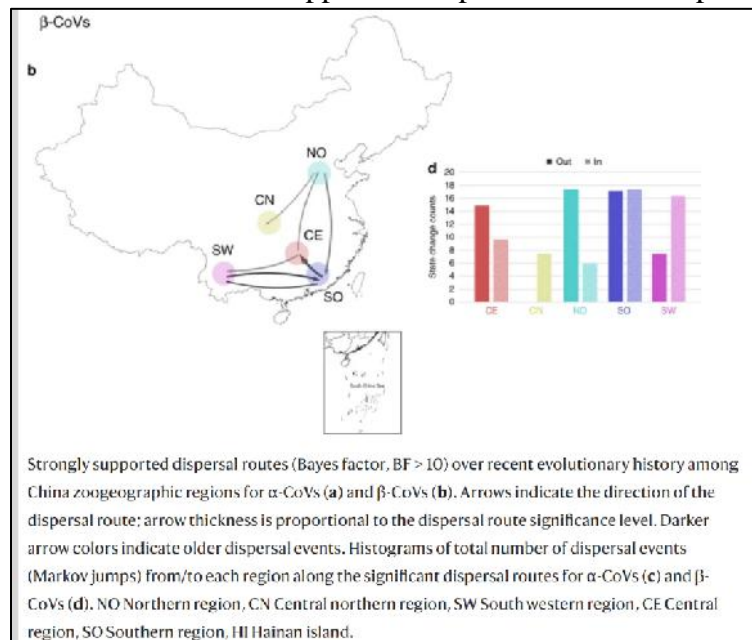 β-CoVs
b
NO
CN
CE
SW
SO
d
Out In
State change counts
20
18
16
14
12
10
8
6
4
2
0
CE CN NO SO SW
South China Sea
Strongly supported dispersal routes (Bayes factor, BF > 10) over recent evolutionary history among
China zoogeographic regions for α-CoVs (a) and β-CoVs (b). Arrows indicate the direction of the
dispersal route; arrow thickness is proportional to the dispersal route significance level. Darker
arrow colors indicate older dispersal events. Histograms of total number of dispersal events
(Markov jumps) from/to each region along the significant dispersal routes for α-CoVs (c) and β-
CoVs (d). NO Northern region, CN Central northern region, SW South western region, CE Central
region, SO Southern region, HI Hainan island.